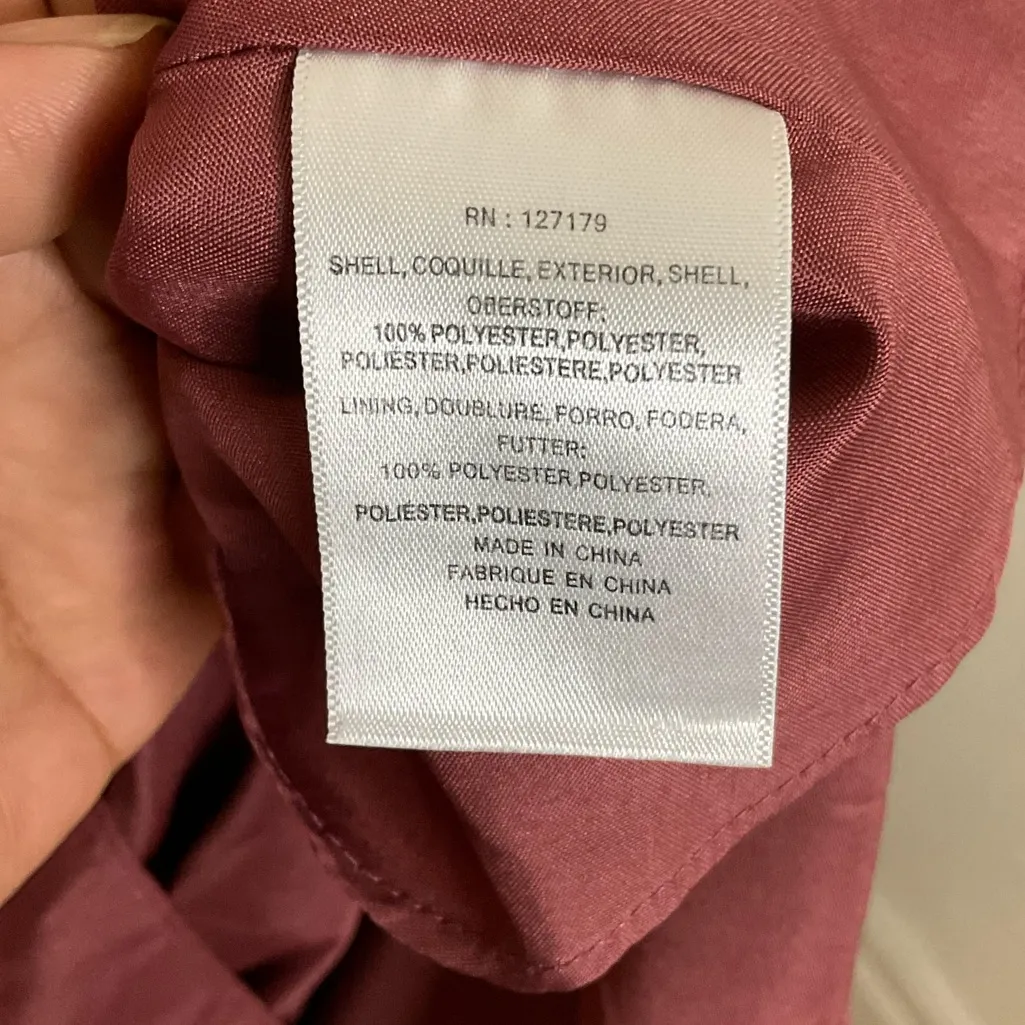 RN : 127179
SHELL, COQUILLE, EXTERIOR, SHELL,
OBERSTOFF:
100% POLYESTER,POLYESTER,
POLIESTER,POLIESTERE,POLYESTER
LINING, DOUBLURE, FORRO, FODERA,
FUTTER:
100% POLYESTER,POLYESTER,
POLIESTER,POLIESTERE,POLYESTER
MADE IN CHINA
FABRIQUE EN CHINA
HECHO EN CHINA